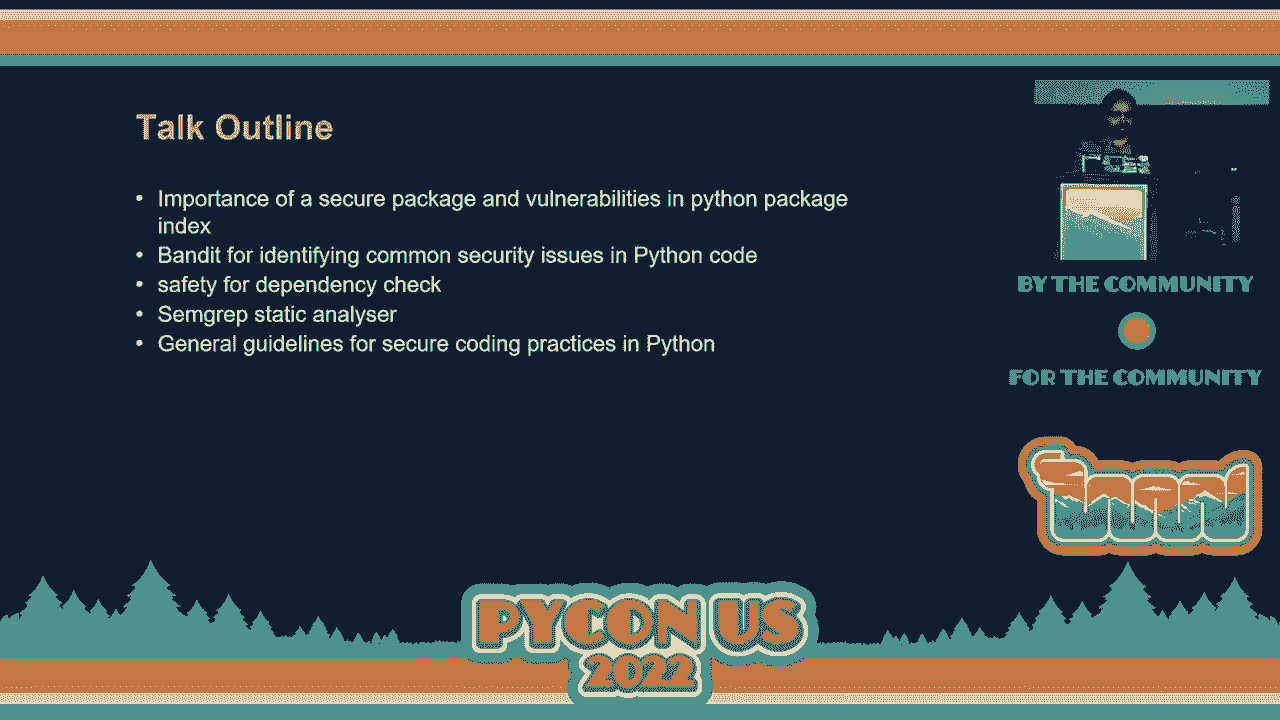 Talk Outline
• Importance of a secure package and vulnerabilities in python package
index
• Bandit for identifying common security issues in Python code
• safety for dependency check
• Semgrep static analyser
• General guidelines for secure coding practices in Python
BY THE COMMUNITY
FOR THE COMMUNITY
PYCON US
2022